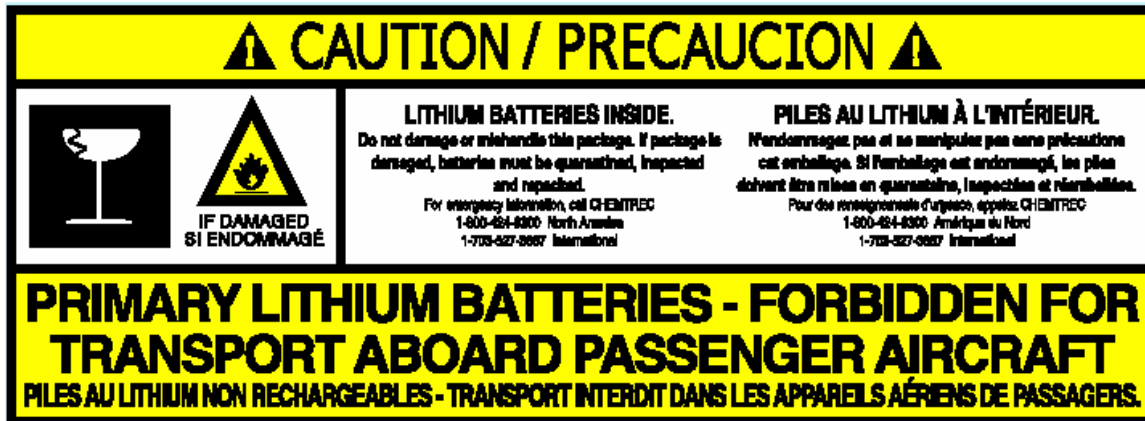 CAUTION / PRECAUCION
IF DAMAGED
SI ENDOMMAGÉ
LITHIUM BATTERIES INSIDE.
Do not damage or mishandle this package. If package is
damaged, batteries must be quarantined, inspected
and repacked.
For emergency information, call CHEMTREC
1-800-424-9300 North America
1-703-527-3887 International
PILES AU LITHIUM À L'INTÉRIEUR.
N'endommagez pas et ne manipulez pas sans précautions
cet emballage. Si l'emballage est endommagé, les piles
doivent être mises en quarantaine, inspectées et réemballées.
Pour des renseignements d'urgence, appelez CHEMTREC
1-800-424-9300 Amérique du Nord
1-703-527-3887 International
PRIMARY LITHIUM BATTERIES - FORBIDDEN FOR
TRANSPORT ABOARD PASSENGER AIRCRAFT
PILES AU LITHIUM NON RECHARGEABLES - TRANSPORT INTERDIT DANS LES APPAREILS AÉRIENS DE PASSAGERS.